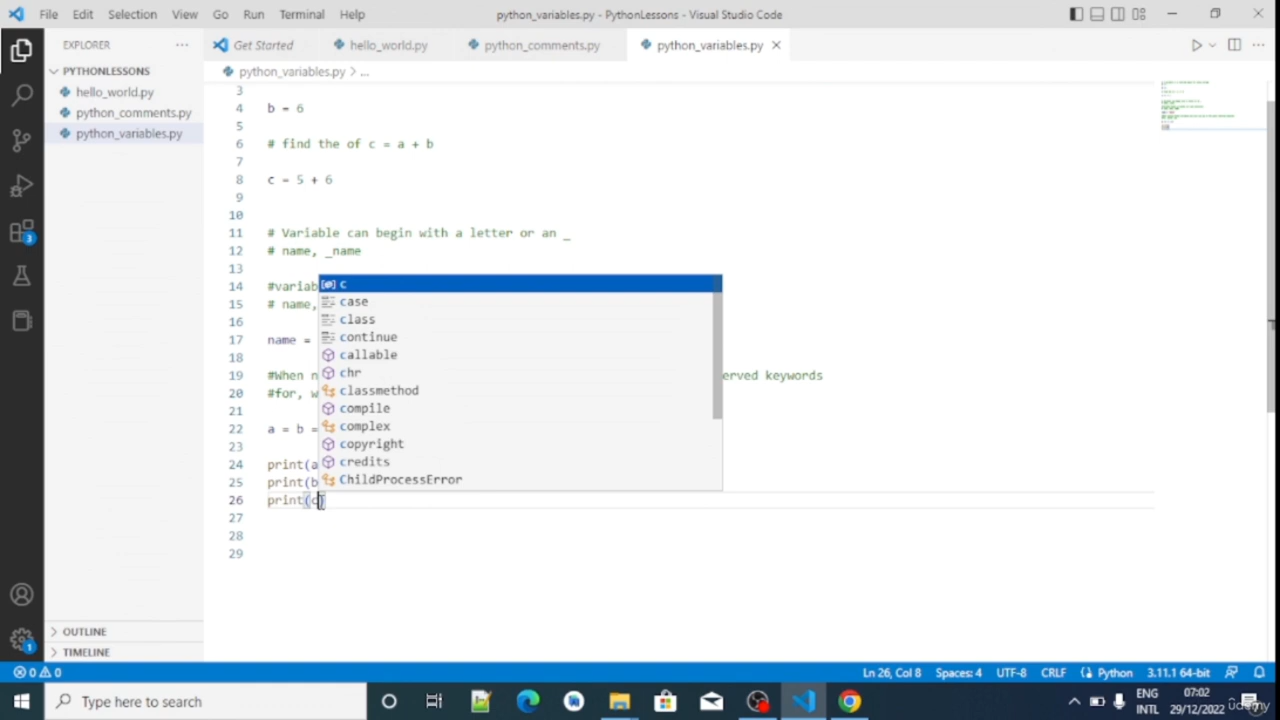 File Edit Selection View Go Run Terminal Help python_variables.py - PythonLessons - Visual Studio Code
EXPLORER
PYTHONLESSONS
hello_world.py
python_comments.py
python_variables.py
OUTLINE
TIMELINE
Get Started hello_world.py python_comments.py python_variables.py
python_variables.py > ...
3
4 b = 6
5
6 # find the of c = a + b
7
8 c = 5 + 6
9
10
11 # Variable can begin with a letter or an _
12 # name, _name
13
14 #variab
15 # name,
16
17 name =
18
19 #When n erved keywords
20 #for, w
21
22 a = b =
23
24 print(a
25 print(b
26 print(c)
27
28
29
c
case
class
continue
callable
chr
classmethod
compile
complex
copyright
credits
ChildProcessError
3
1
0 0 Ln 26, Col 8 Spaces: 4 UTF-8 CRLF Python 3.11.1 64-bit
Type here to search
ENG 07:02
INTL 29/12/2022
udemy